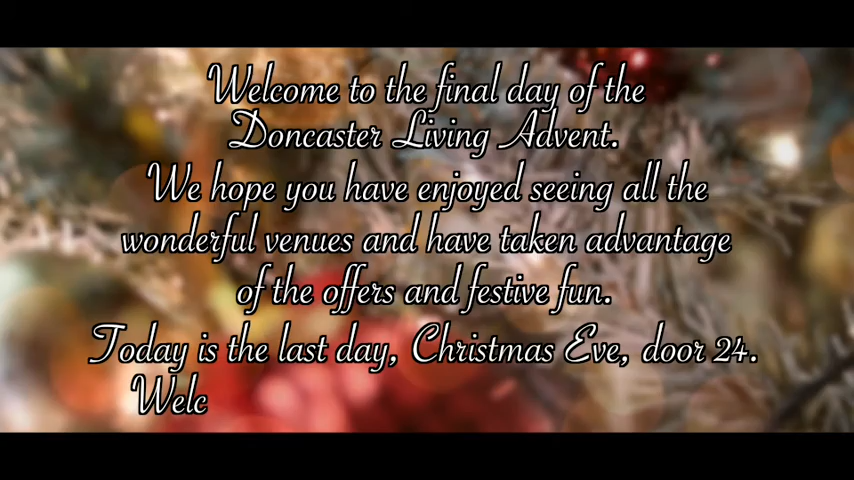 Welcome to the final day of the
Doncaster Living Advent.
We hope you have enjoyed seeing all the
wonderful venues and have taken advantage
of the offers and festive fun.
Today is the last day, Christmas Eve, door 24.
Welc